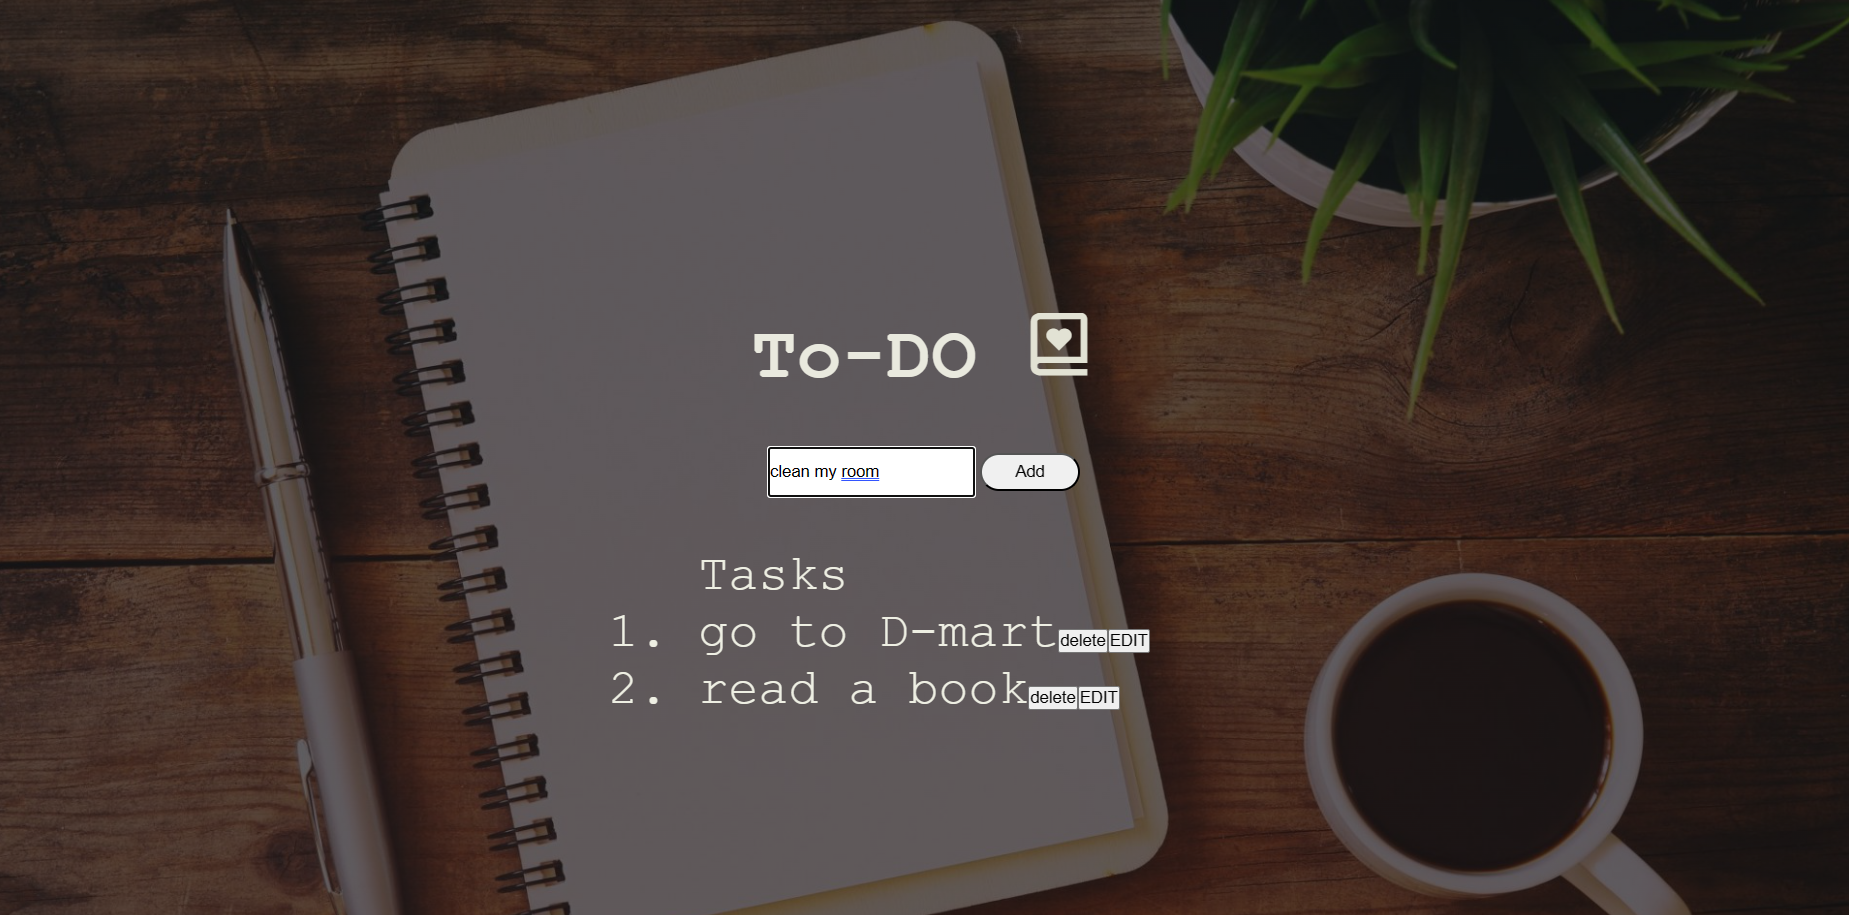 To-DO
clean my room Add
Tasks
1. go to D-mart delete EDIT
2. read a book delete EDIT